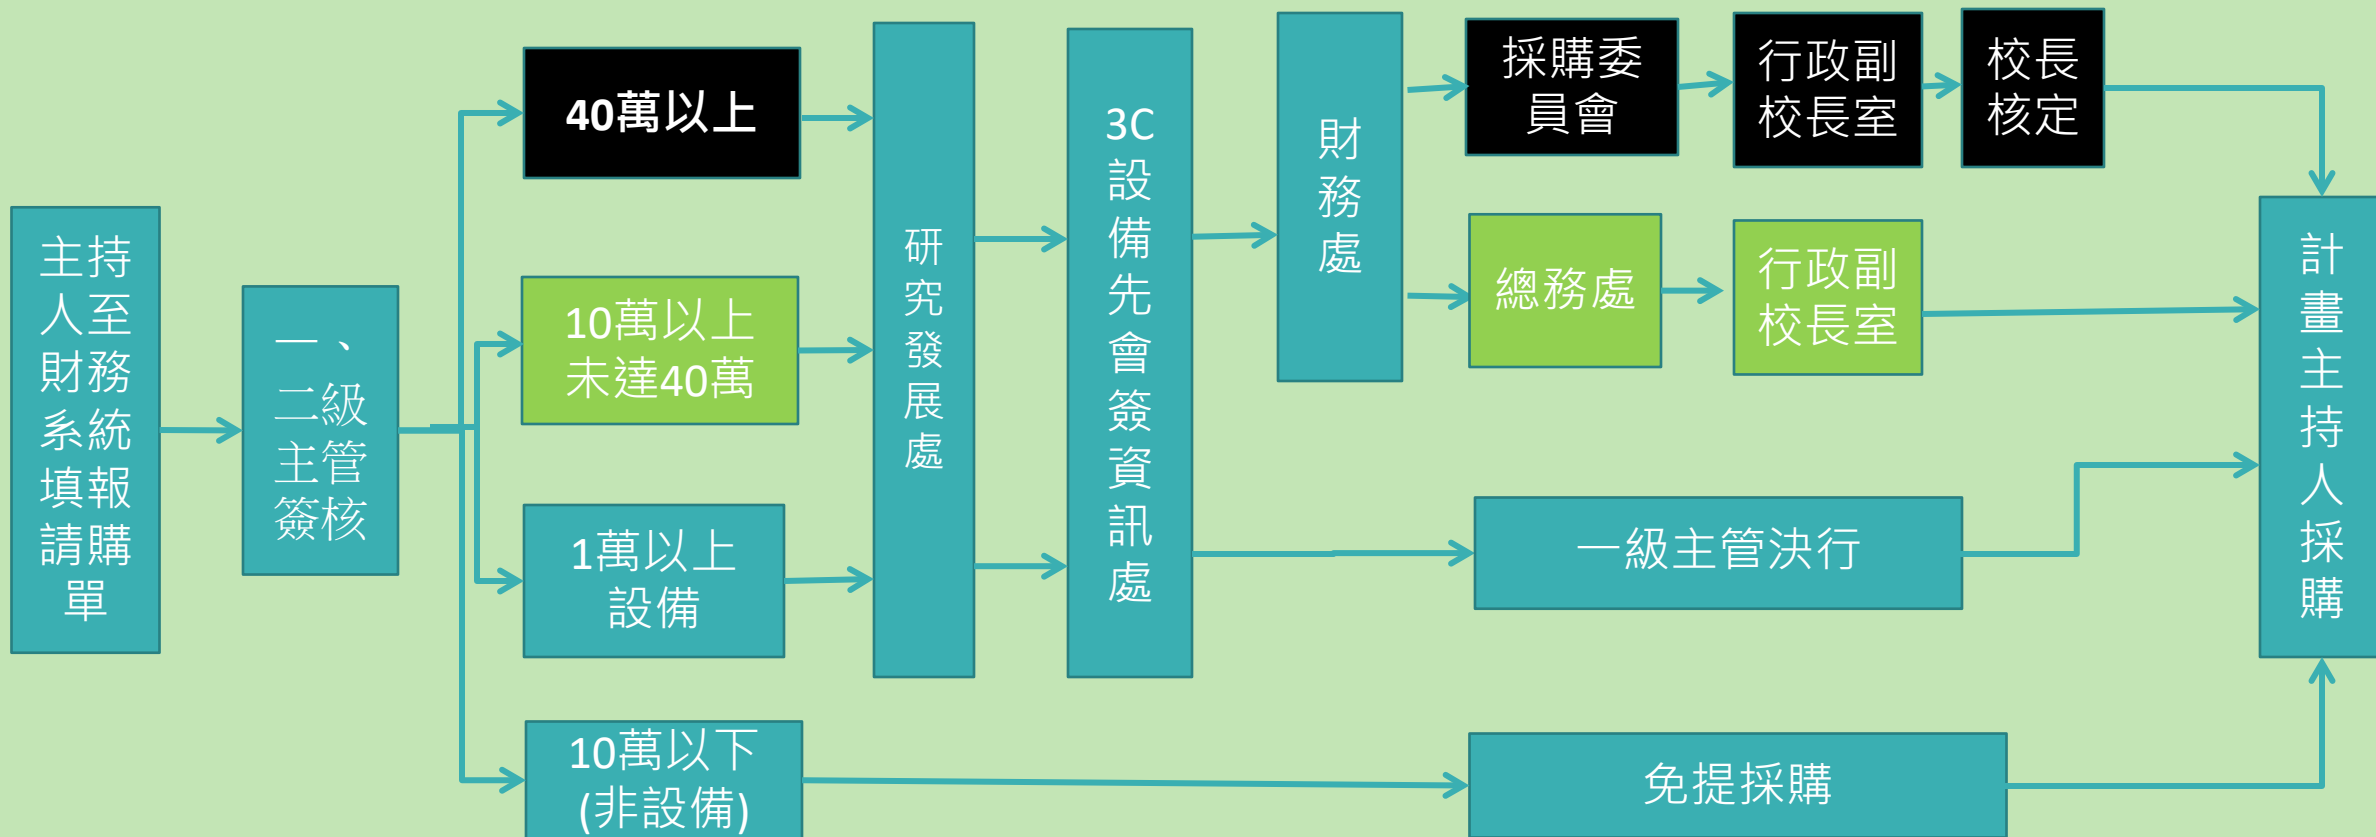 主持
人至
財務
系統
填報
請購
單
一、
二級
主管
簽核
40萬以上
10萬以上
未達40萬
1萬以上
設備
10萬以下
(非設備)
研
究
發
展
處
3C
設
備
先
會
簽
資
訊
處
財
務
處
採購委
員會
行政副
校長室
校長
核定
總務處
行政副
校長室
一級主管決行
免提採購
計
畫
主
持
人
採
購